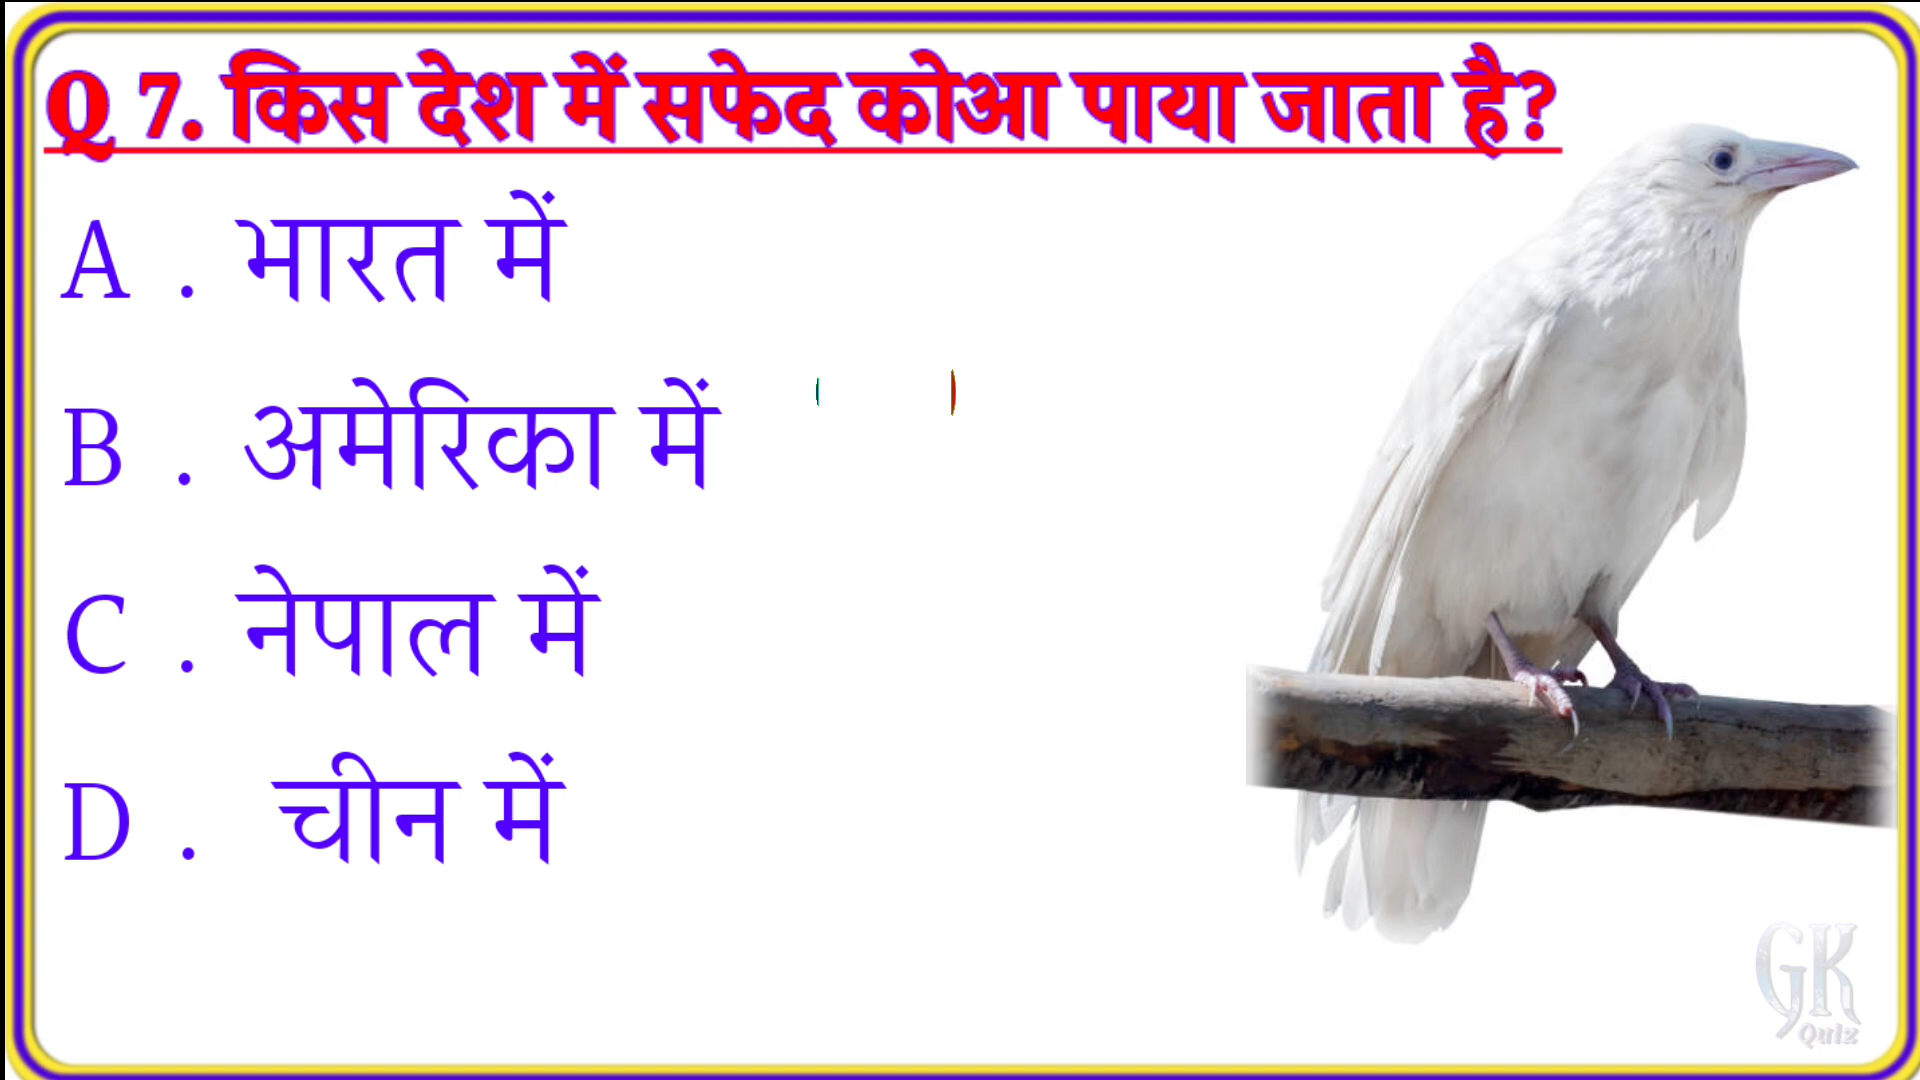 Q 7. किस देश में सफेद कोआ पाया जाता है?
A . भारत में
B . अमेरिका में
C . नेपाल में
D . चीन में
GK
Quiz